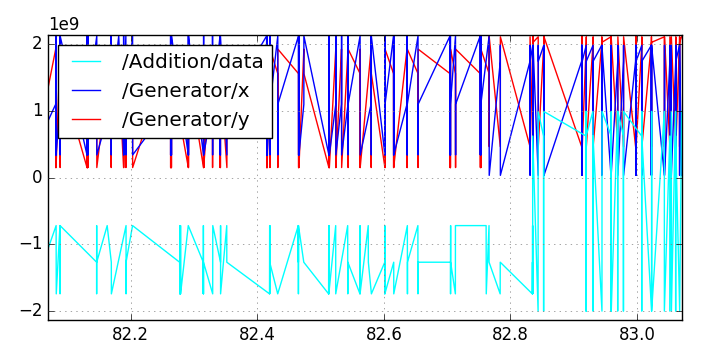 1e9
2
1
0
−1
−2
/Addition/data
/Generator/x
/Generator/y
82.2 82.4 82.6 82.8 83.0